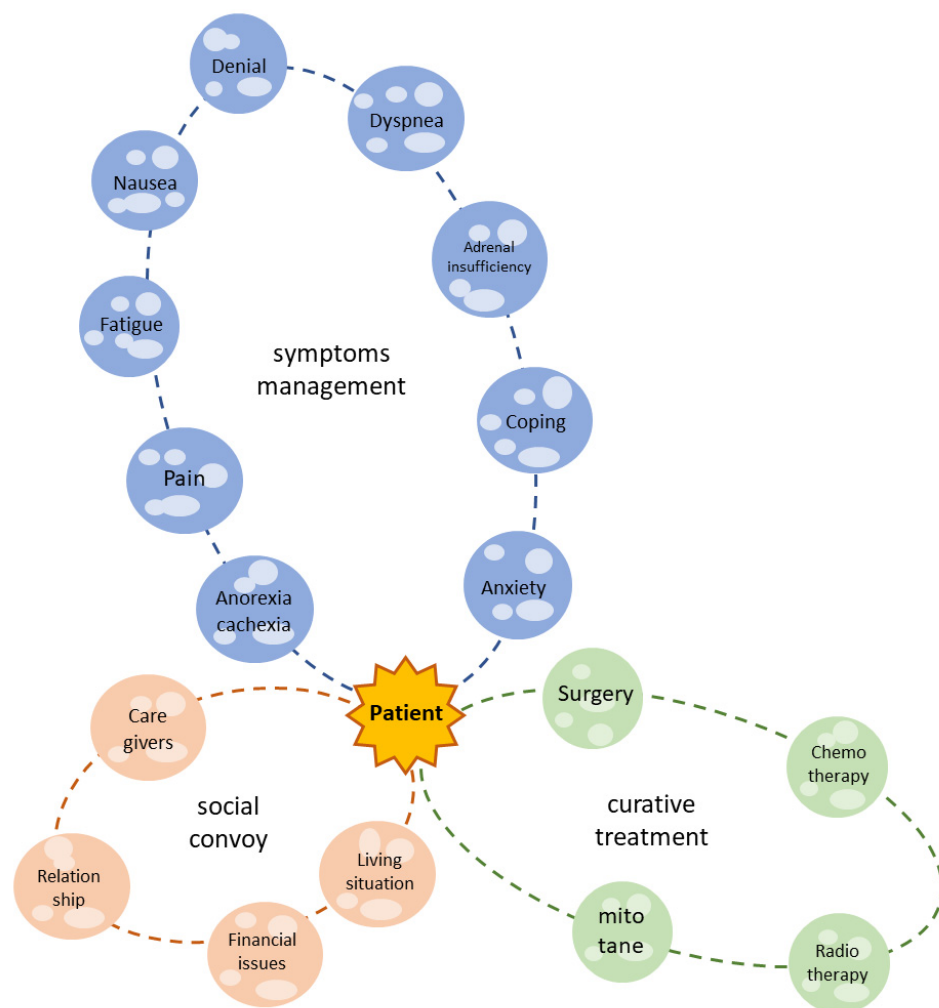 Denial
Dyspnea
Nausea
Adrenal
insufficiency
Fatigue
symptoms
management
Coping
Pain
Anxiety
Anorexia
cachexia
Patient
Surgery
Care
givers
Chemo
therapy
social
convoy
curative
treatment
Living
situation
Relation
ship
mito
tane
Financial
issues
Radio
therapy